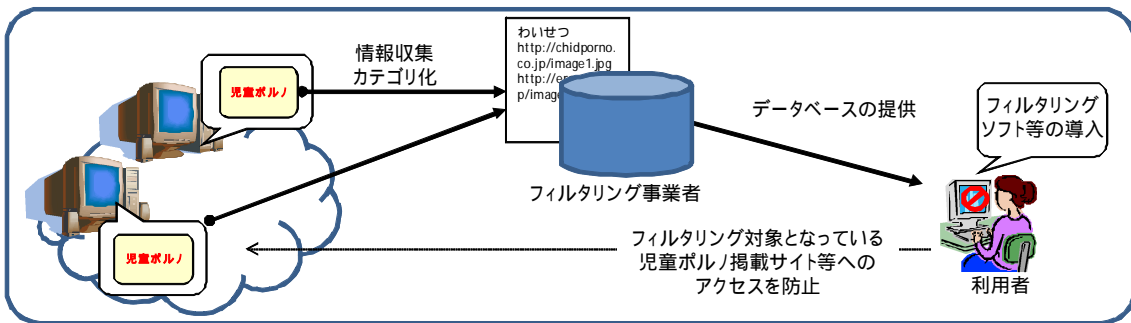 情報収集
カテゴリ化
わいせつ
http://chidporno.
co.jp/image1.jpg
http://er
p/image
児童ポルノ
児童ポルノ
フィルタリング事業者
データベースの提供
フィルタリング
ソフト等の導入
フィルタリング対象となっている
児童ポルノ掲載サイト等への
アクセスを防止
利用者